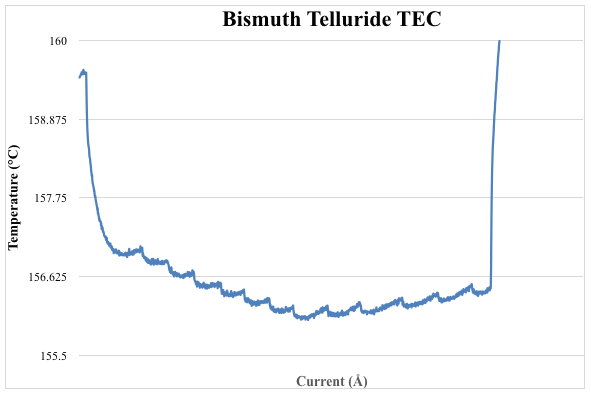 Bismuth Telluride TEC
160
158.875
157.75
156.625
155.5
Temperature (°C)
Current (Å)